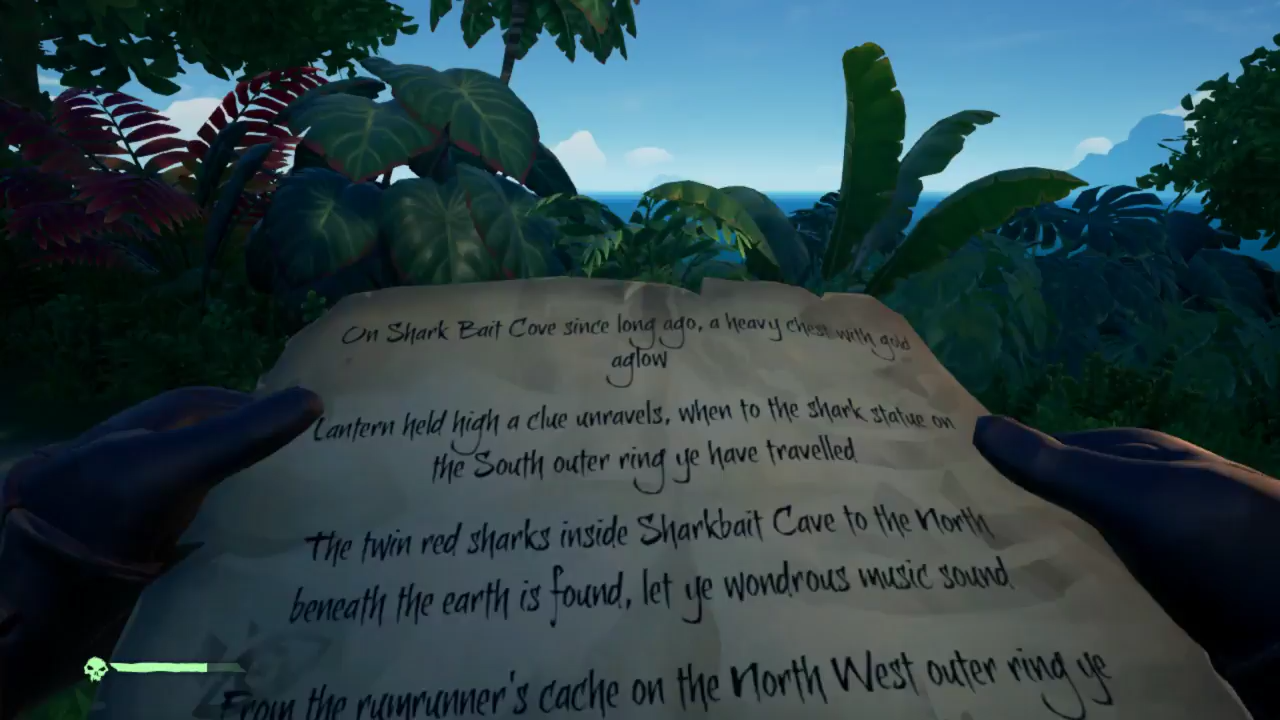 On Shark Bait Cove since long ago, a heavy chest with gold
aglow
Lantern held high a clue unravels, when to the shark statue on
the South outer ring ye have travelled
The twin red sharks inside Sharkbait Cave to the North
beneath the earth is found, let ye wondrous music sound
From the rumrunner's cache on the North West outer ring ye